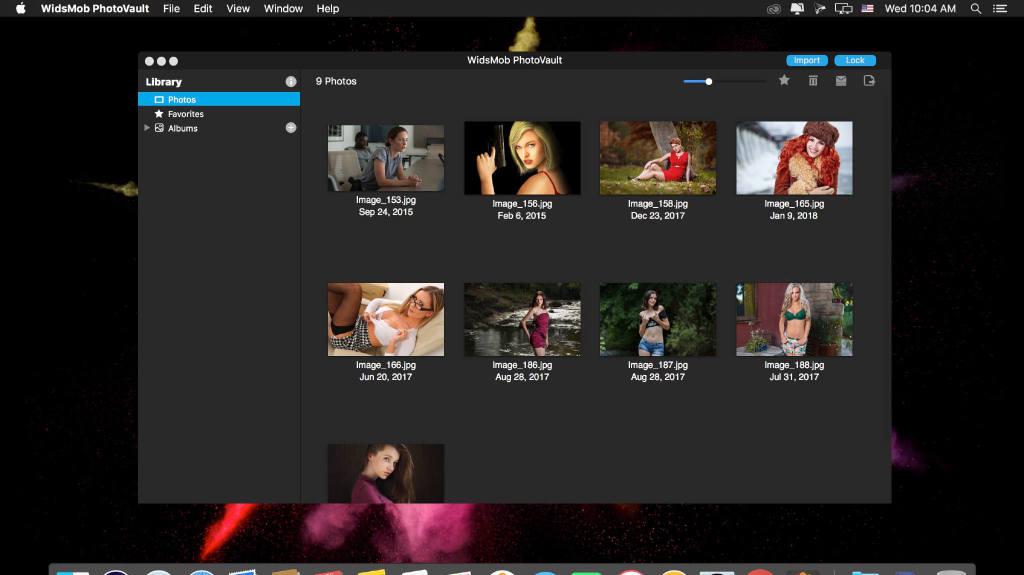 WidsMob PhotoVault File Edit View Window Help Wed 10:04 AM
WidsMob PhotoVault
Import Lock
Library
9 Photos
Photos
Favorites
Albums
Image_153.jpg
Sep 24, 2015
Image_156.jpg
Feb 6, 2015
Image_158.jpg
Dec 23, 2017
Image_165.jpg
Jan 9, 2018
Image_166.jpg
Jun 20, 2017
Image_186.jpg
Aug 28, 2017
Image_187.jpg
Aug 28, 2017
Image_188.jpg
Jul 31, 2017